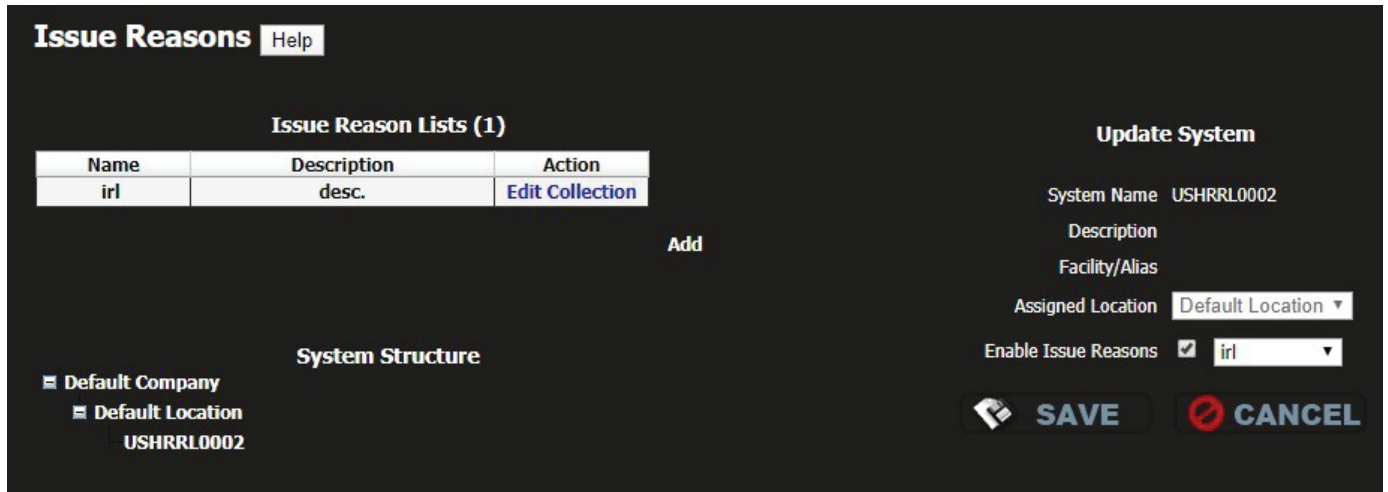 Issue Reasons Help
Issue Reason Lists (1)
Name Description Action
irl desc. Edit Collection
Add
System Structure
Default Company
Default Location
USHRRL0002
Update System
System Name USHRRL0002
Description
Facility/Alias
Assigned Location Default Location
Enable Issue Reasons irl
SAVE CANCEL